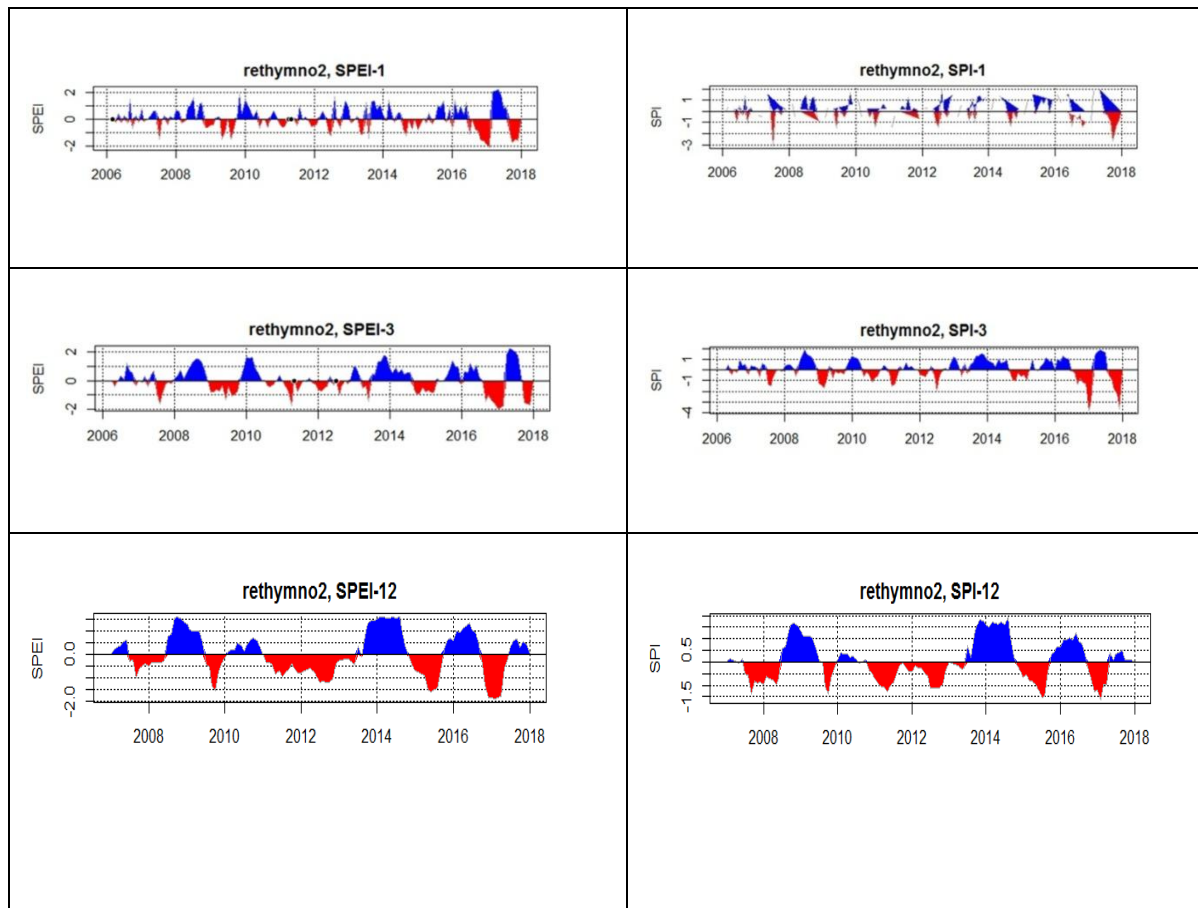 rethymno2, SPEI-1
SPEI
2
0
-2
2006 2008 2010 2012 2014 2016 2018
rethymno2, SPI-1
SPI
1
-1
-3
2006 2008 2010 2012 2014 2016 2018
rethymno2, SPEI-3
SPEI
2
0
-2
2006 2008 2010 2012 2014 2016 2018
rethymno2, SPI-3
SPI
1
-1
-4
2006 2008 2010 2012 2014 2016 2018
rethymno2, SPEI-12
SPEI
0.0
-2.0
2008 2010 2012 2014 2016 2018
rethymno2, SPI-12
SPI
0.5
-1.5
2008 2010 2012 2014 2016 2018